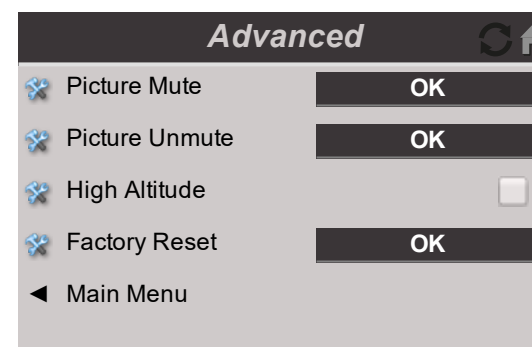 Advanced
Picture Mute OK
Picture Unmute OK
High Altitude
Factory Reset OK
Main Menu